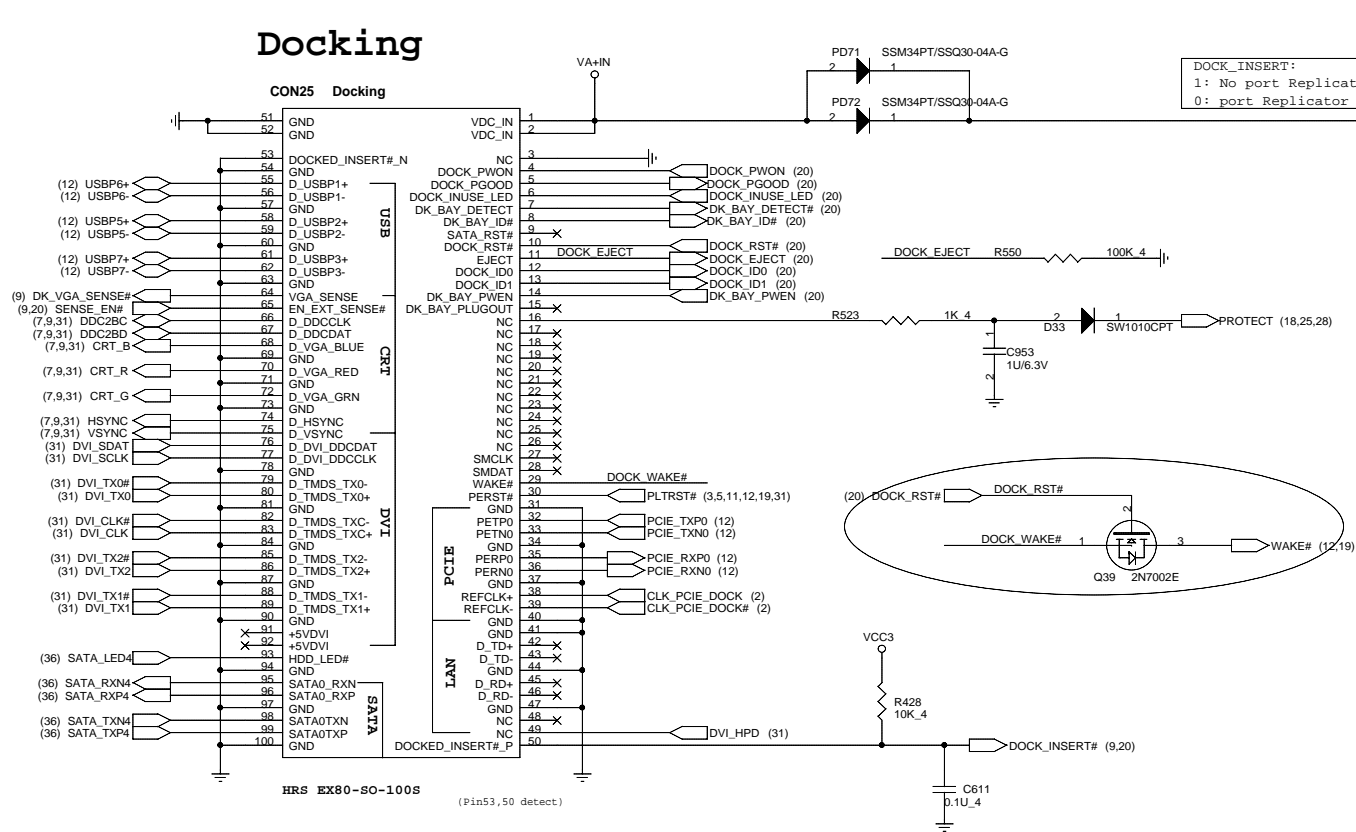 Docking
CON25 Docking
VA+IN
PD71 SSM34PT/SSQ30-04A-G
2 1
PD72 SSM34PT/SSQ30-04A-G
2 1
DOCK_INSERT:
1: No port Replicat
0: port Replicator
51 GND
52 GND
53 DOCKED_INSERT#_N
54 GND
(12) USBP6+ 55 D_USBP1+
(12) USBP6- 56 D_USBP1-
57 GND
(12) USBP5+ 58 D_USBP2+
(12) USBP5- 59 D_USBP2-
60 GND
(12) USBP7+ 61 D_USBP3+
(12) USBP7- 62 D_USBP3-
63 GND
(9) DK_VGA_SENSE# 64 VGA_SENSE
(9,20) SENSE_EN# 65 EN_EXT_SENSE#
(7,9,31) DDC2BC 66 D_DDCCLK
(7,9,31) DDC2BD 67 D_DDCDAT
(7,9,31) CRT_B 68 D_VGA_BLUE
69 GND
(7,9,31) CRT_R 70 D_VGA_RED
71 GND
(7,9,31) CRT_G 72 D_VGA_GRN
73 GND
(7,9,31) HSYNC 74 D_HSYNC
(7,9,31) VSYNC 75 D_VSYNC
(31) DVI_SDAT 76 D_DVI_DDCDAT
(31) DVI_SCLK 77 D_DVI_DDCCLK
78 GND
(31) DVI_TX0# 79 D_TMDS_TX0-
(31) DVI_TX0 80 D_TMDS_TX0+
81 GND
(31) DVI_CLK# 82 D_TMDS_TXC-
(31) DVI_CLK 83 D_TMDS_TXC+
84 GND
(31) DVI_TX2# 85 D_TMDS_TX2-
(31) DVI_TX2 86 D_TMDS_TX2+
87 GND
(31) DVI_TX1# 88 D_TMDS_TX1-
(31) DVI_TX1 89 D_TMDS_TX1+
90 GND
91 +5VDVI
92 +5VDVI
(36) SATA_LED4 93 HDD_LED#
94 GND
(36) SATA_RXN4 95 SATA0_RXN
(36) SATA_RXP4 96 SATA0_RXP
97 GND
(36) SATA_TXN4 98 SATA0TXN
(36) SATA_TXP4 99 SATA0TXP
100 GND
USB
CRT
DVI
SATA
PCIE
LAN
VDC_IN 1
VDC_IN 2
NC 3
DOCK_PWON 4 DOCK_PWON (20)
DOCK_PGOOD 5 DOCK_PGOOD (20)
DOCK_INUSE_LED 6 DOCK_INUSE_LED (20)
DK_BAY_DETECT 7 DK_BAY_DETECT# (20)
DK_BAY_ID# 8 DK_BAY_ID# (20)
SATA_RST# 9
DOCK_RST# 10 DOCK_RST# (20)
EJECT 11 DOCK_EJECT DOCK_EJECT (20)
DOCK_ID0 12 DOCK_ID0 (20)
DOCK_ID1 13 DOCK_ID1 (20)
DK_BAY_PWEN 14 DK_BAY_PWEN (20)
DK_BAY_PLUGOUT 15
NC 16
NC 17
NC 18
NC 19
NC 20
NC 21
NC 22
NC 23
NC 24
NC 25
NC 26
SMCLK 27
SMDAT 28
WAKE# 29 DOCK_WAKE#
PERST# 30 PLTRST# (3,5,11,12,19,31)
GND 31
PETP0 32 PCIE_TXP0 (12)
PETN0 33 PCIE_TXN0 (12)
GND 34
PERP0 35 PCIE_RXP0 (12)
PERN0 36 PCIE_RXN0 (12)
GND 37
REFCLK+ 38 CLK_PCIE_DOCK (2)
REFCLK- 39 CLK_PCIE_DOCK# (2)
GND 40
GND 41
D_TD+ 42
D_TD- 43
GND 44
D_RD+ 45
D_RD- 46
GND 47
NC 48
NC 49 DVI_HPD (31)
DOCKED_INSERT#_P 50
DOCK_EJECT R550 100K_4
R523 1K_4
2 1
D33 SW1010CPT
PROTECT (18,25,28)
1
C953
1U/6.3V
2
(20) DOCK_RST# DOCK_RST#
2
DOCK_WAKE# 1 3 WAKE# (12,19)
Q39 2N7002E
VCC3
R428
10K_4
DOCK_INSERT# (9,20)
C611
0.1U_4
HRS EX80-SO-100S
(Pin53,50 detect)